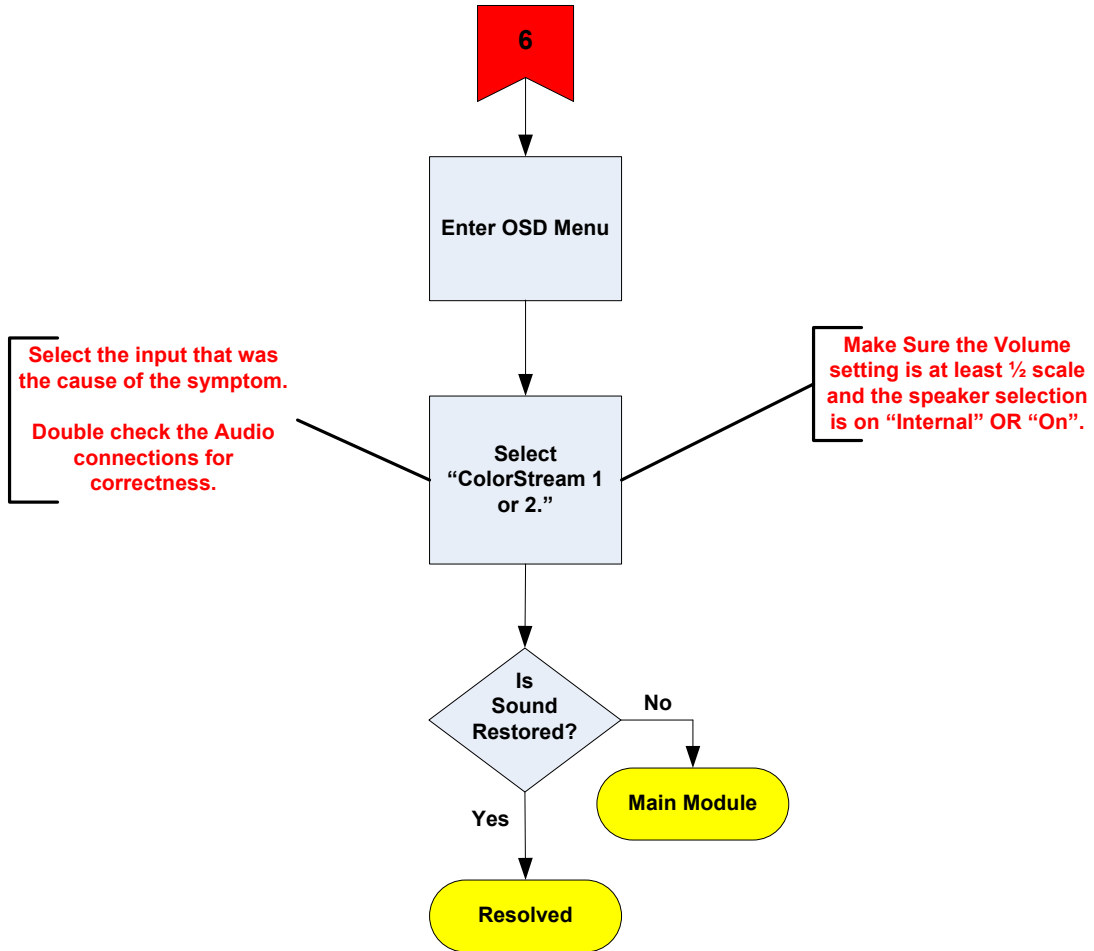 6
Enter OSD Menu
Select the input that was
the cause of the symptom.
Double check the Audio
connections for
correctness.
Make Sure the Volume
setting is at least ½ scale
and the speaker selection
is on “Internal” OR “On”.
Select
“ColorStream 1
or 2.”
Is
Sound
Restored?
No
Main Module
Yes
Resolved